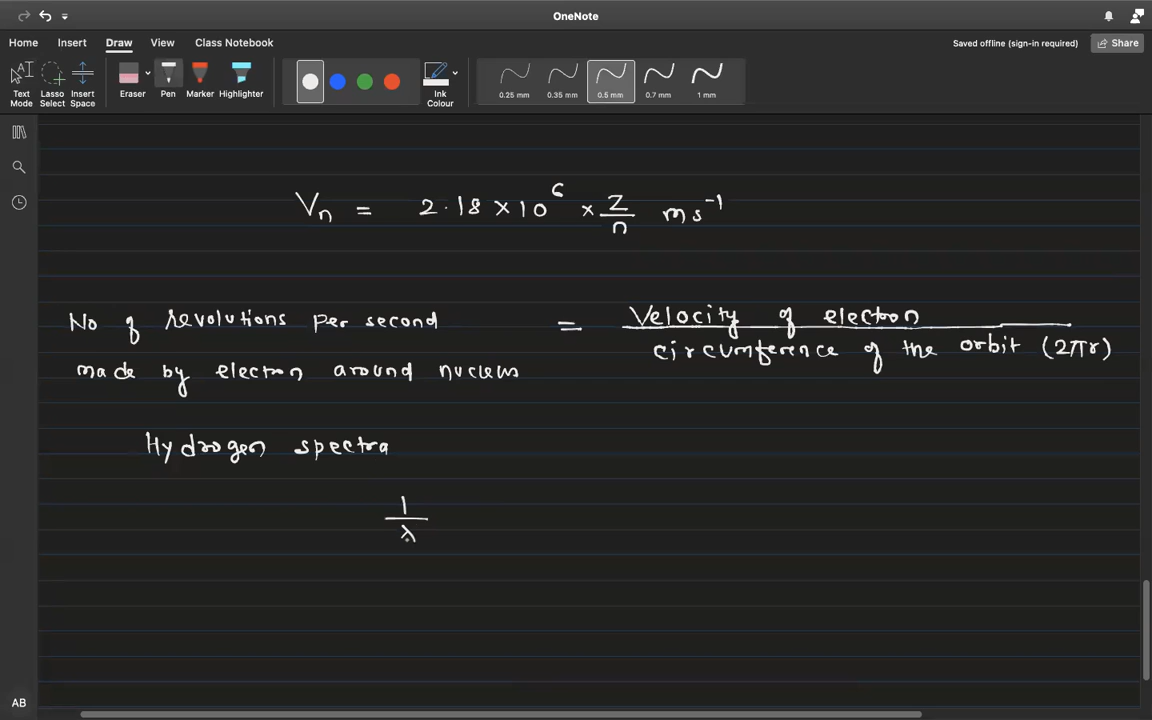 OneNote
Home Insert Draw View Class Notebook
Saved offline (sign-in required) Share
Text Mode
Lasso Select
Insert Space
Eraser
Pen
Marker
Highlighter
Ink Colour
0.25 mm 0.35 mm 0.5 mm 0.7 mm 1 mm
Vn = 2.18 × 10^6 × Z/n ms^-1
No of revolutions per second = Velocity of electron
made by electron around nucleus circumference of the orbit (2πr)
Hydrogen spectra
1
λ
AB